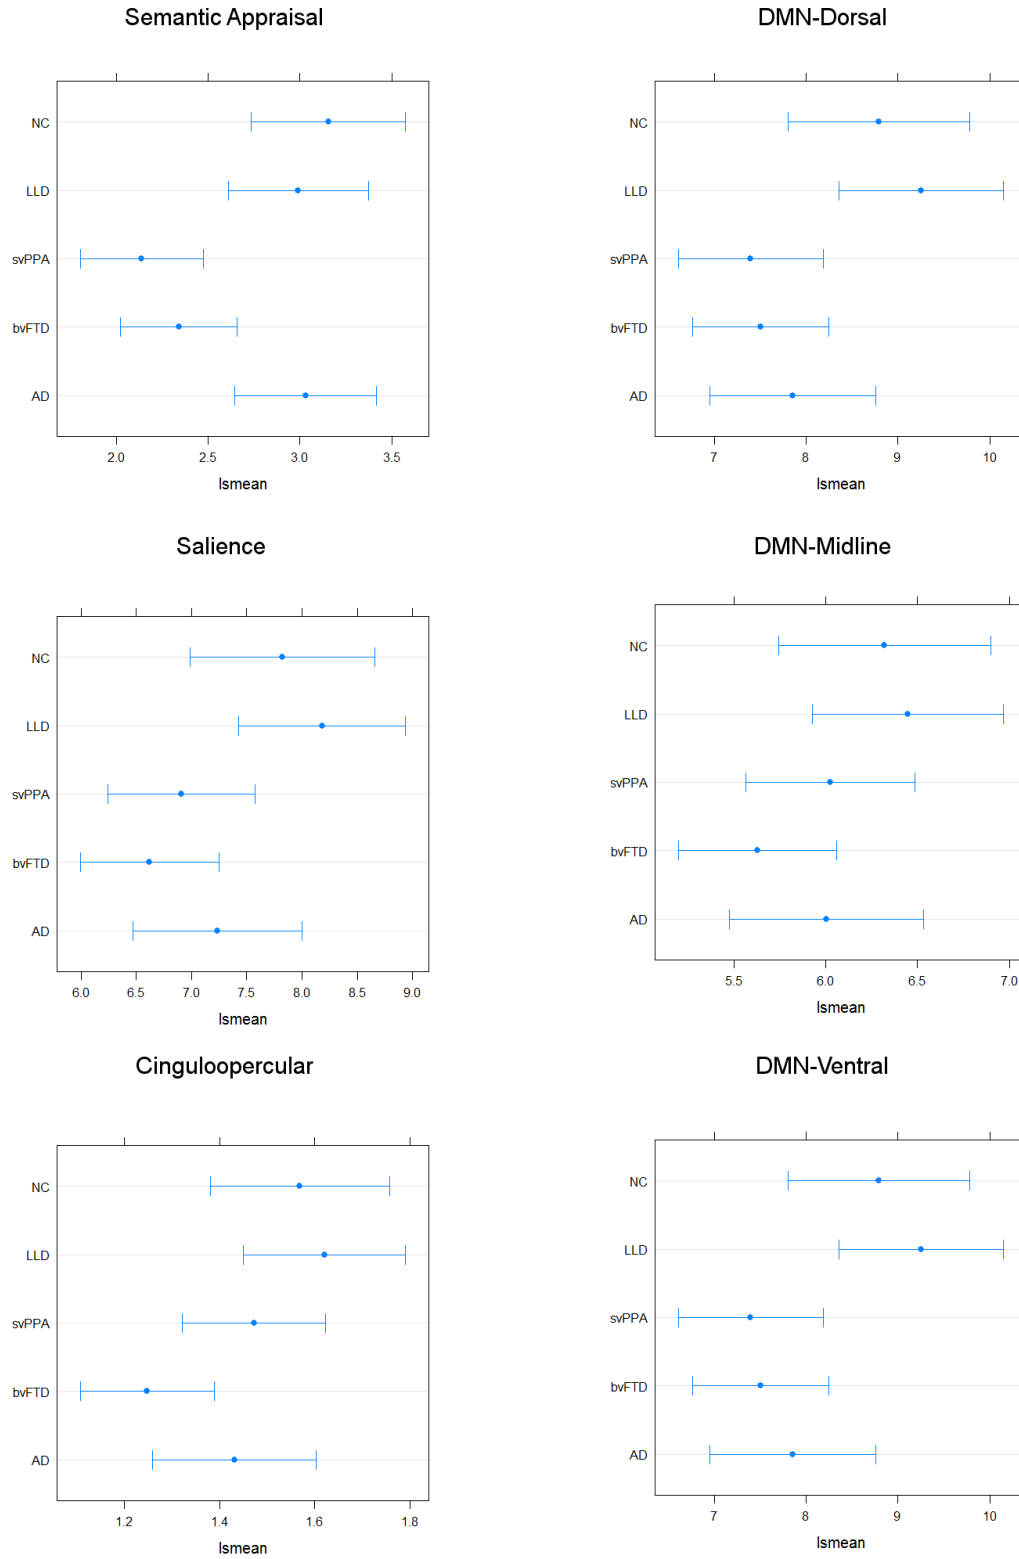 Semantic Appraisal
NC
LLD
svPPA
bvFTD
AD
2.0 2.5 3.0 3.5
lsmean
DMN-Dorsal
NC
LLD
svPPA
bvFTD
AD
7 8 9 10
lsmean
Salience
NC
LLD
svPPA
bvFTD
AD
6.0 6.5 7.0 7.5 8.0 8.5 9.0
lsmean
DMN-Midline
NC
LLD
svPPA
bvFTD
AD
5.5 6.0 6.5 7.0
lsmean
Cinguloopercular
NC
LLD
svPPA
bvFTD
AD
1.2 1.4 1.6 1.8
lsmean
DMN-Ventral
NC
LLD
svPPA
bvFTD
AD
7 8 9 10
lsmean